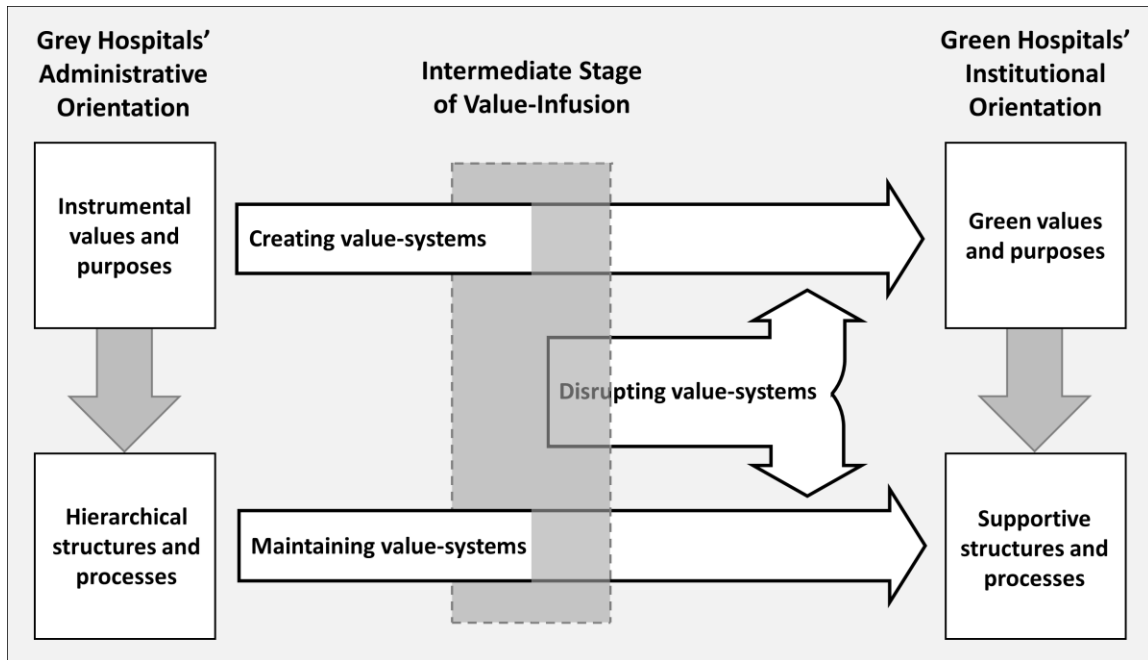 Grey Hospitals'
Administrative
Orientation
Intermediate Stage
of Value-Infusion
Green Hospitals'
Institutional
Orientation
Instrumental
values and
purposes
Creating value-systems
Green values
and purposes
Disrupting value-systems
Hierarchical
structures and
processes
Maintaining value-systems
Supportive
structures and
processes